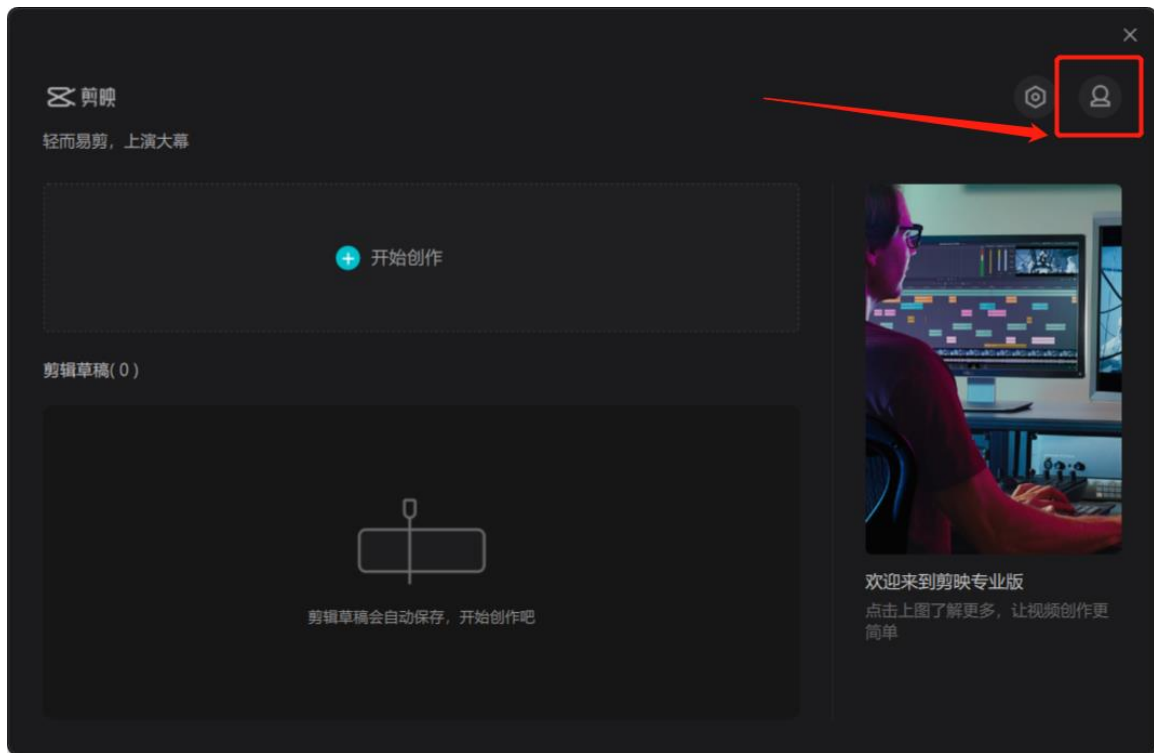 剪映
轻而易剪，上演大幕
开始创作
剪辑草稿(0)
剪辑草稿会自动保存，开始创作吧
欢迎来到剪映专业版
点击上图了解更多，让视频创作更
简单